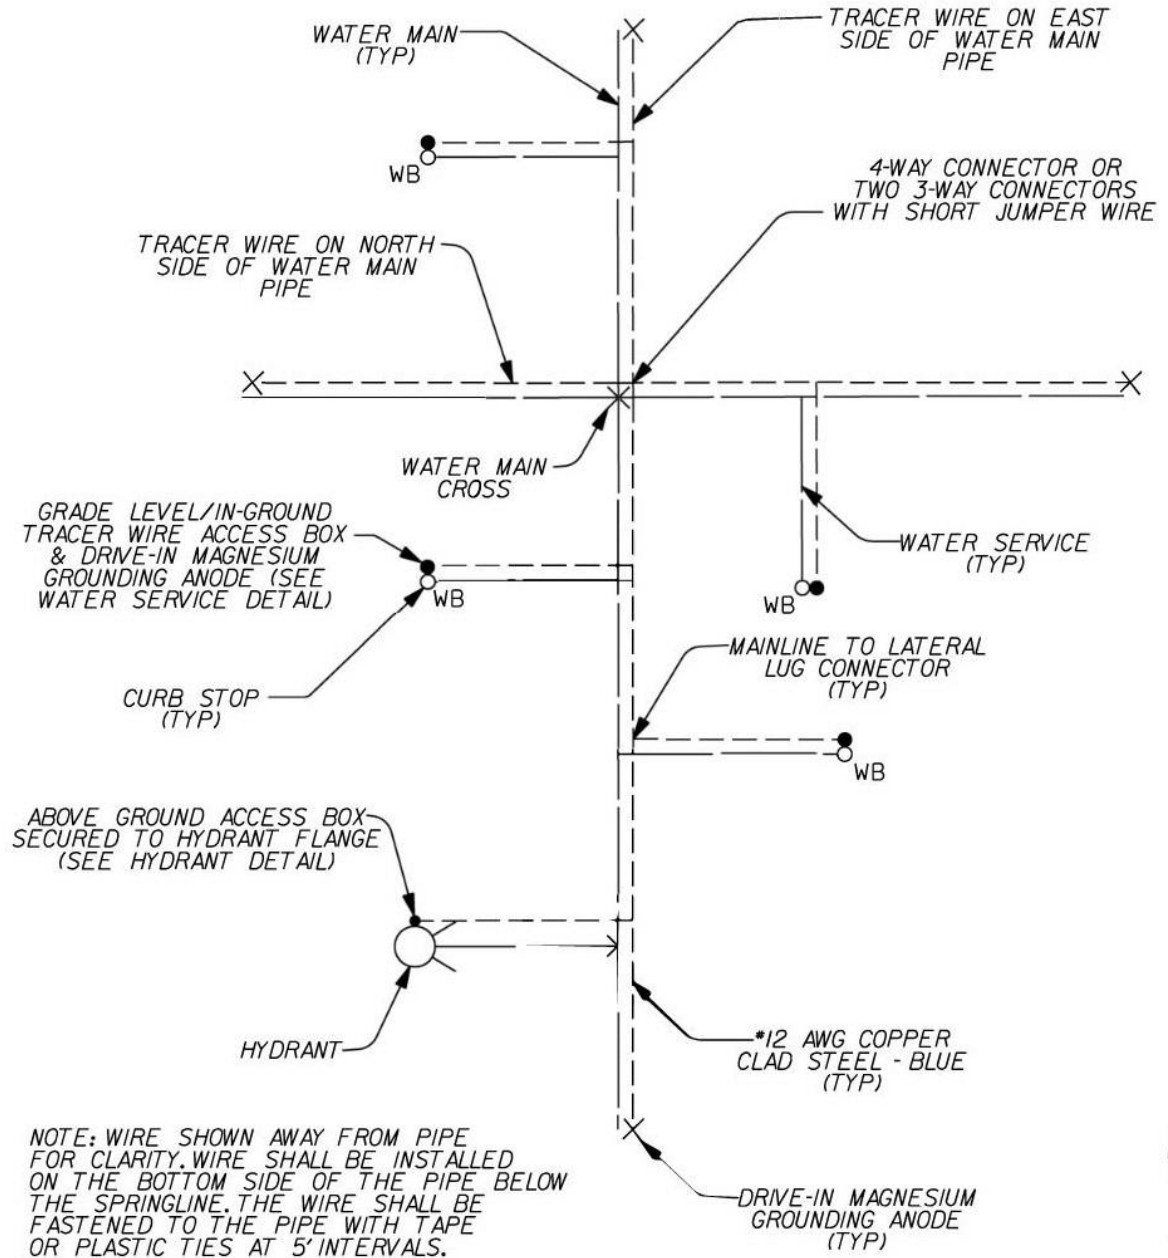 WATER MAIN
(TYP)
TRACER WIRE ON EAST
SIDE OF WATER MAIN
PIPE
WB
4-WAY CONNECTOR OR
TWO 3-WAY CONNECTORS
WITH SHORT JUMPER WIRE
TRACER WIRE ON NORTH
SIDE OF WATER MAIN
PIPE
WATER MAIN
CROSS
GRADE LEVEL/IN-GROUND
TRACER WIRE ACCESS BOX
& DRIVE-IN MAGNESIUM
GROUNDING ANODE (SEE
WATER SERVICE DETAIL)
WB
WATER SERVICE
(TYP)
WB
CURB STOP
(TYP)
MAINLINE TO LATERAL
LUG CONNECTOR
(TYP)
WB
ABOVE GROUND ACCESS BOX
SECURED TO HYDRANT FLANGE
(SEE HYDRANT DETAIL)
HYDRANT
#12 AWG COPPER
CLAD STEEL - BLUE
(TYP)
NOTE: WIRE SHOWN AWAY FROM PIPE
FOR CLARITY. WIRE SHALL BE INSTALLED
ON THE BOTTOM SIDE OF THE PIPE BELOW
THE SPRINGLINE. THE WIRE SHALL BE
FASTENED TO THE PIPE WITH TAPE
OR PLASTIC TIES AT 5' INTERVALS.
DRIVE-IN MAGNESIUM
GROUNDING ANODE
(TYP)